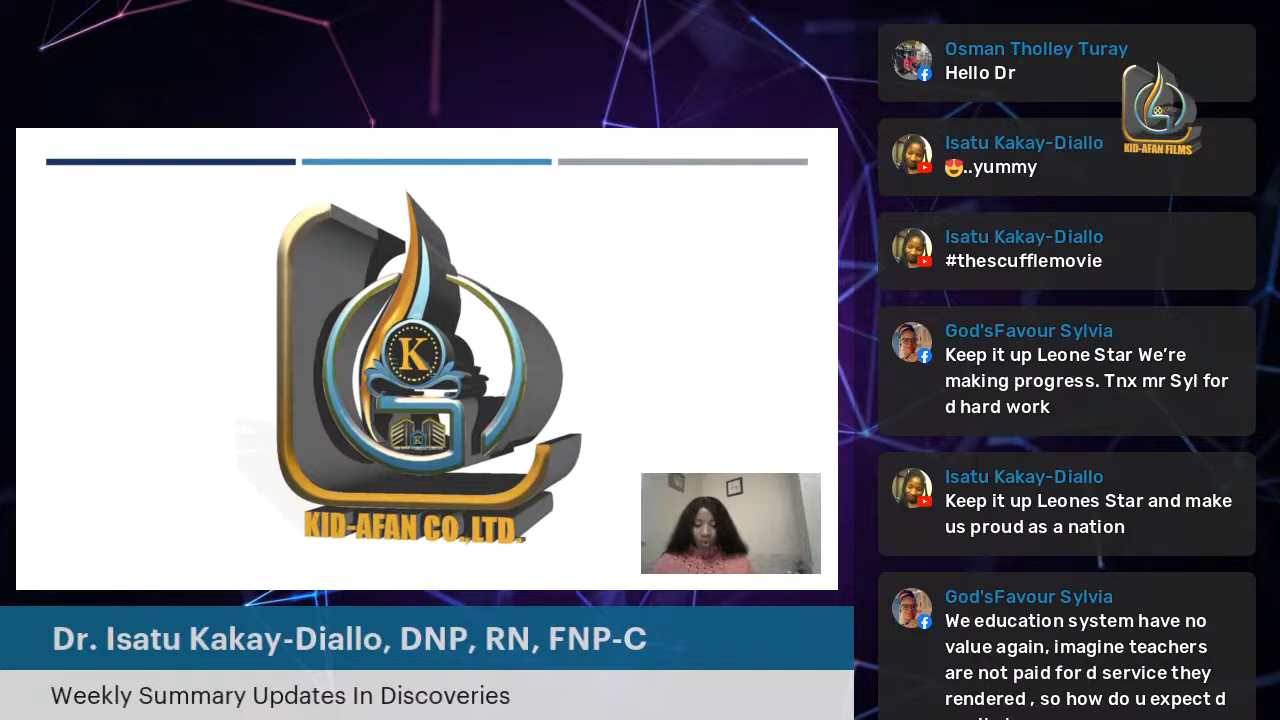 K
K
KID-AFAN CO.,LTD.
Dr. Isatu Kakay-Diallo, DNP, RN, FNP-C
Weekly Summary Updates In Discoveries
Osman Tholley Turay
Hello Dr
KID-AFAN FILMS
Isatu Kakay-Diallo
😍..yummy
Isatu Kakay-Diallo
#thescufflemovie
God'sFavour Sylvia
Keep it up Leone Star We’re
making progress. Tnx mr Syl for
d hard work
Isatu Kakay-Diallo
Keep it up Leones Star and make
us proud as a nation
God'sFavour Sylvia
We education system have no
value again, imagine teachers
are not paid for d service they
rendered , so how do u expect d